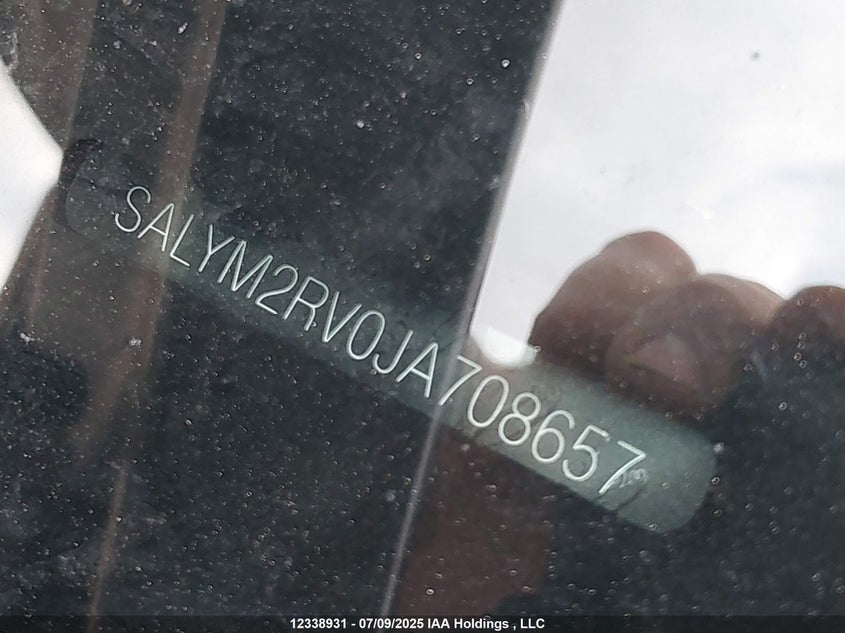 SALYM2RV0JA708657
12338931 - 07/09/2025 IAA Holdings , LLC